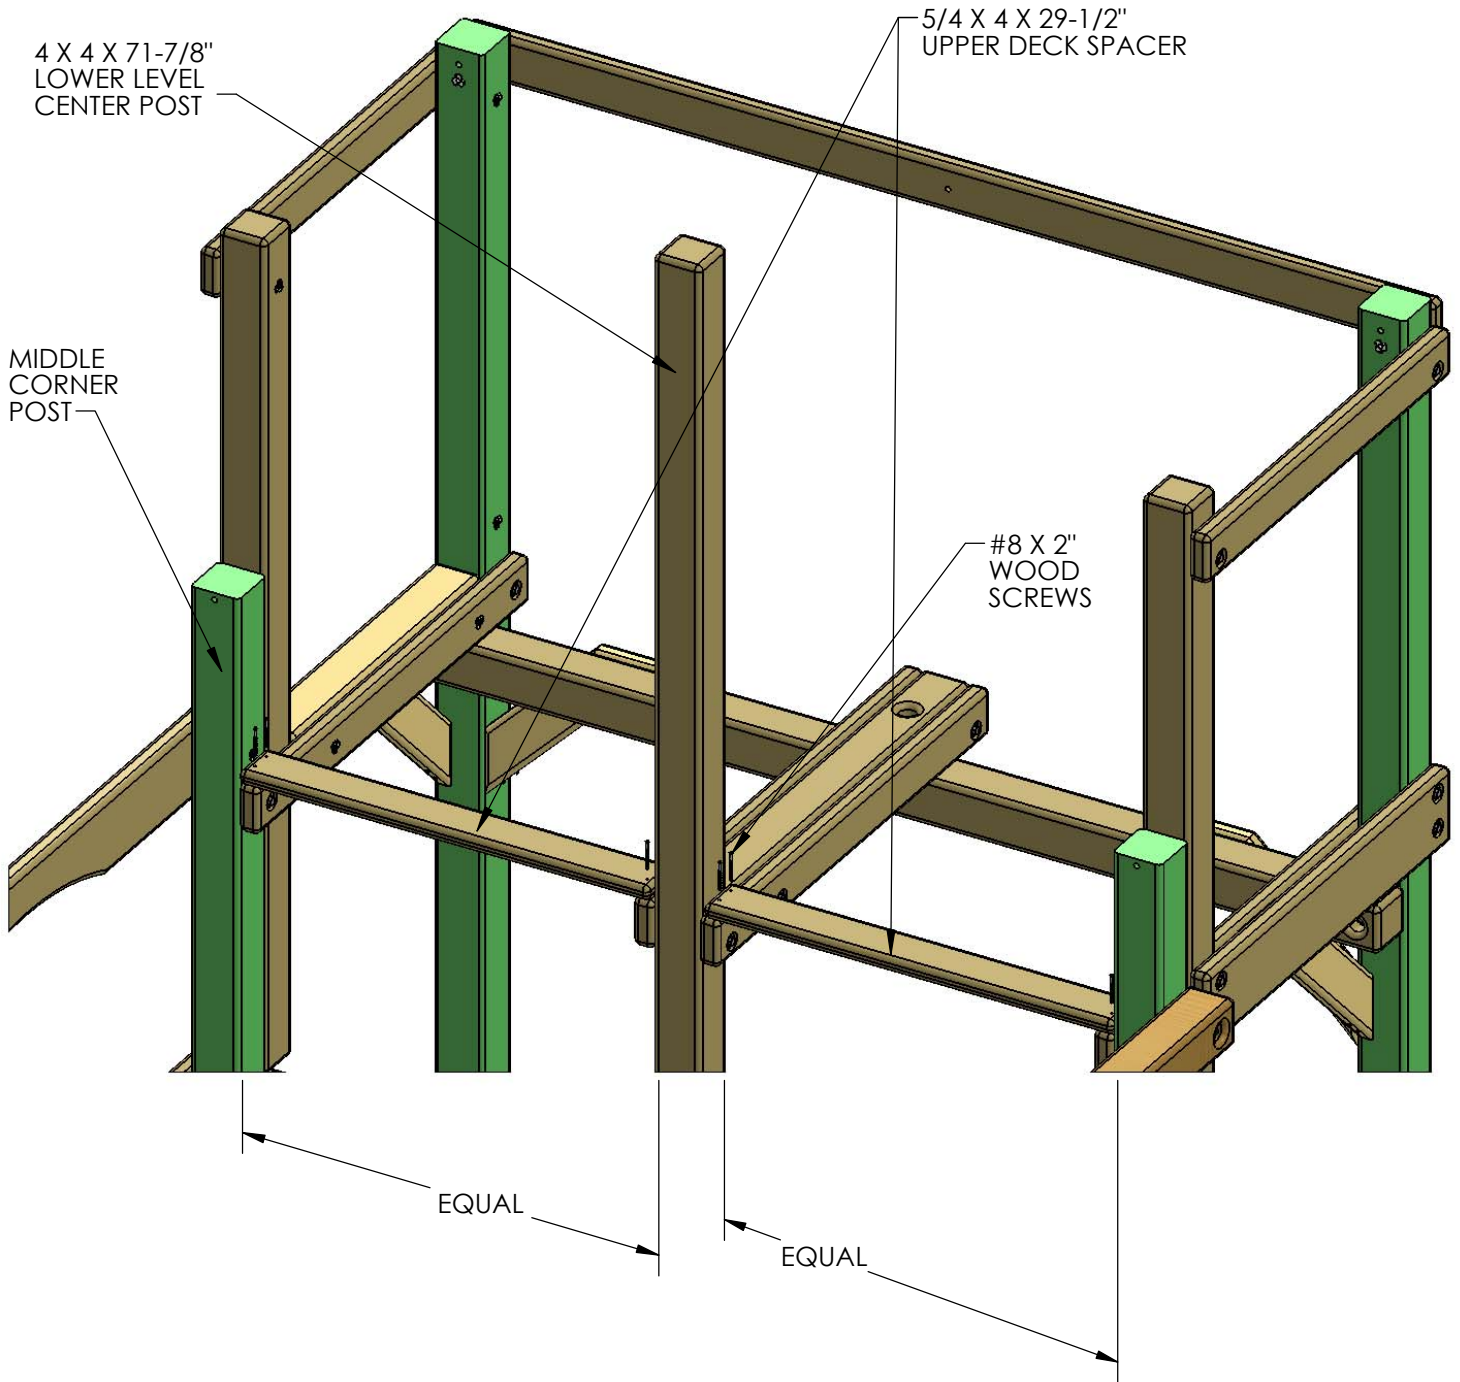 4 X 4 X 71-7/8"
LOWER LEVEL
CENTER POST
5/4 X 4 X 29-1/2"
UPPER DECK SPACER
MIDDLE
CORNER
POST
#8 X 2"
WOOD
SCREWS
EQUAL
EQUAL